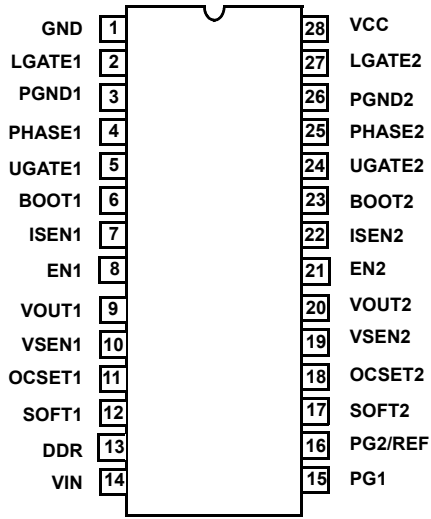 GND 1 28 VCC
LGATE1 2 27 LGATE2
PGND1 3 26 PGND2
PHASE1 4 25 PHASE2
UGATE1 5 24 UGATE2
BOOT1 6 23 BOOT2
ISEN1 7 22 ISEN2
EN1 8 21 EN2
VOUT1 9 20 VOUT2
VSEN1 10 19 VSEN2
OCSET1 11 18 OCSET2
SOFT1 12 17 SOFT2
DDR 13 16 PG2/REF
VIN 14 15 PG1